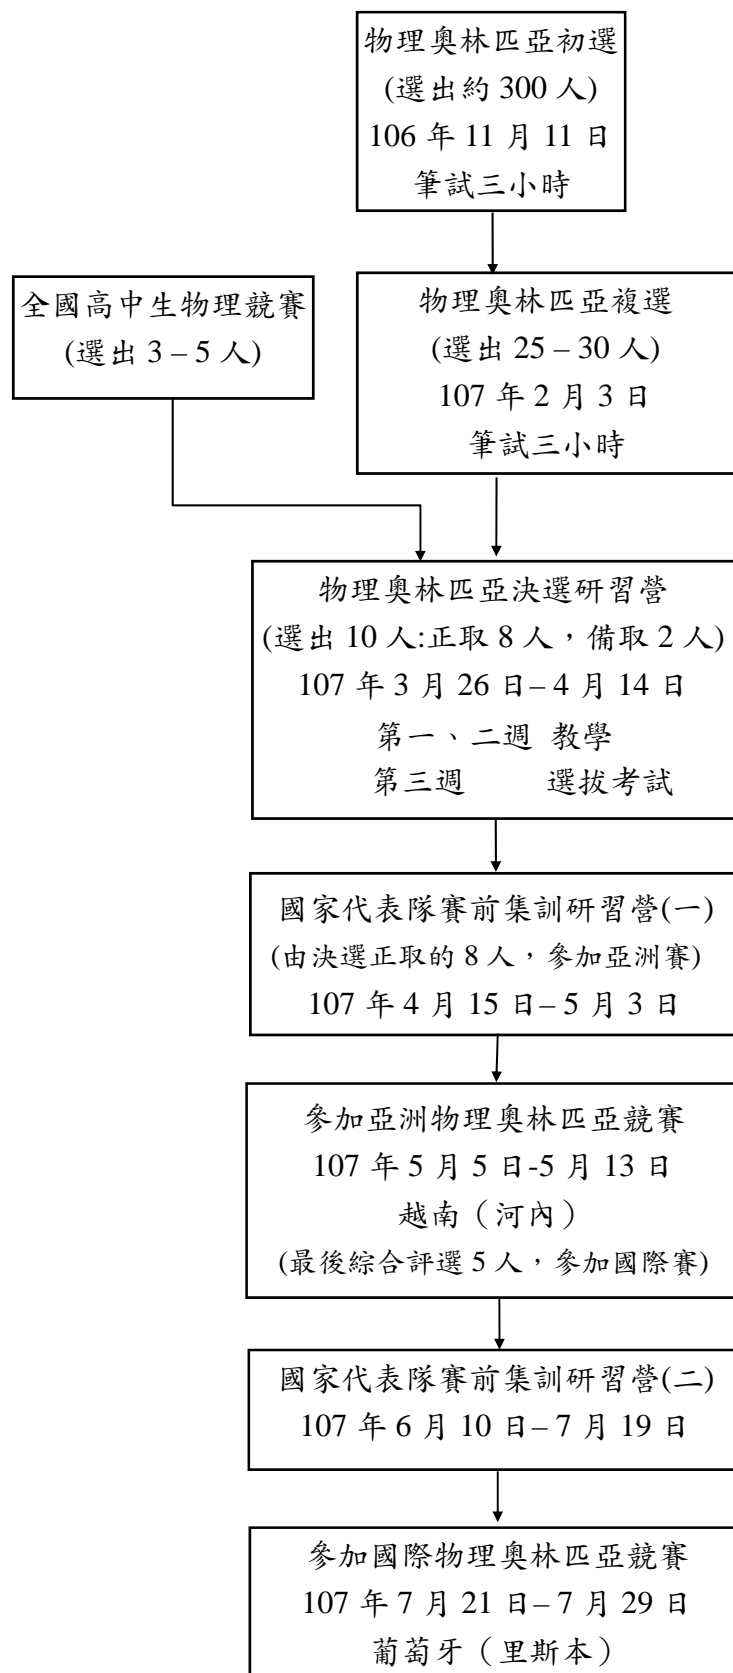 物理奧林匹亞初選
(選出約 300 人)
106 年 11 月 11 日
筆試三小時
全國高中生物理競賽
(選出 3 – 5 人)
物理奧林匹亞複選
(選出 25 – 30 人)
107 年 2 月 3 日
筆試三小時
物理奧林匹亞決選研習營
(選出 10 人:正取 8 人，備取 2 人)
107 年 3 月 26 日– 4 月 14 日
第一、二週 教學
第三週 選拔考試
國家代表隊賽前集訓研習營(一)
(由決選正取的 8 人，參加亞洲賽)
107 年 4 月 15 日– 5 月 3 日
參加亞洲物理奧林匹亞競賽
107 年 5 月 5 日-5 月 13 日
越南（河內）
(最後綜合評選 5 人，參加國際賽)
國家代表隊賽前集訓研習營(二)
107 年 6 月 10 日– 7 月 19 日
參加國際物理奧林匹亞競賽
107 年 7 月 21 日– 7 月 29 日
葡萄牙（里斯本）